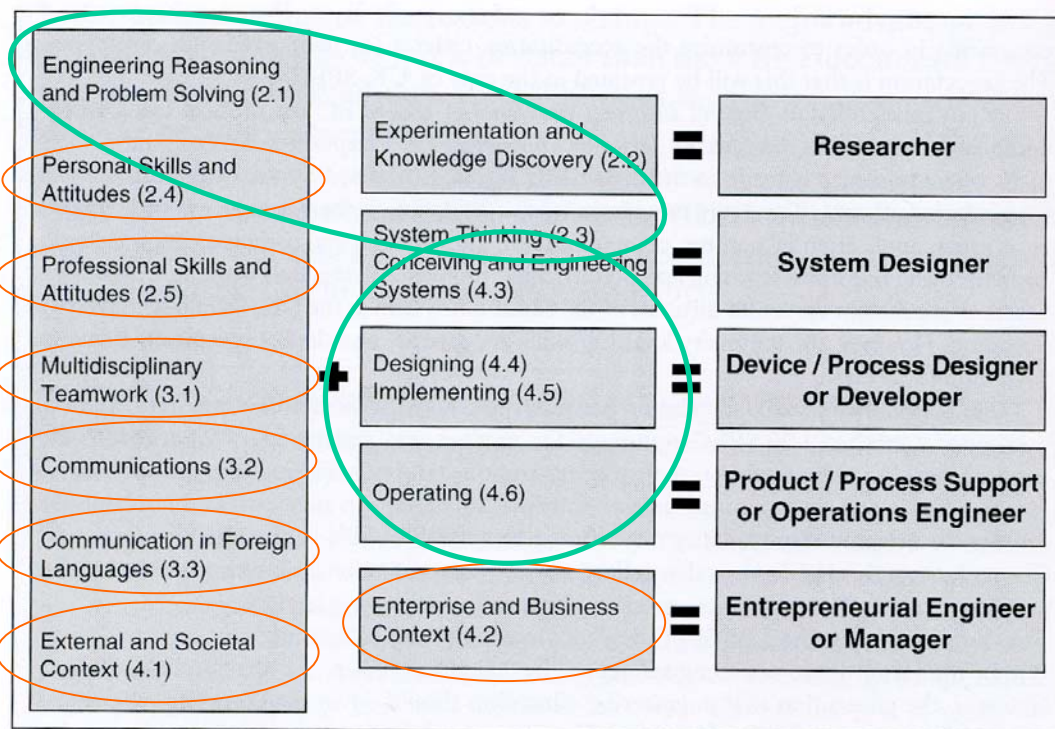 Engineering Reasoning
and Problem Solving (2.1)
Personal Skills and
Attitudes (2.4)
Professional Skills and
Attitudes (2.5)
Multidisciplinary
Teamwork (3.1)
Communications (3.2)
Communication in Foreign
Languages (3.3)
External and Societal
Context (4.1)
+
Experimentation and
Knowledge Discovery (2.2)
=
Researcher
System Thinking (2.3)
Conceiving and Engineering
Systems (4.3)
=
System Designer
Designing (4.4)
Implementing (4.5)
=
Device / Process Designer
or Developer
Operating (4.6)
=
Product / Process Support
or Operations Engineer
Enterprise and Business
Context (4.2)
=
Entrepreneurial Engineer
or Manager